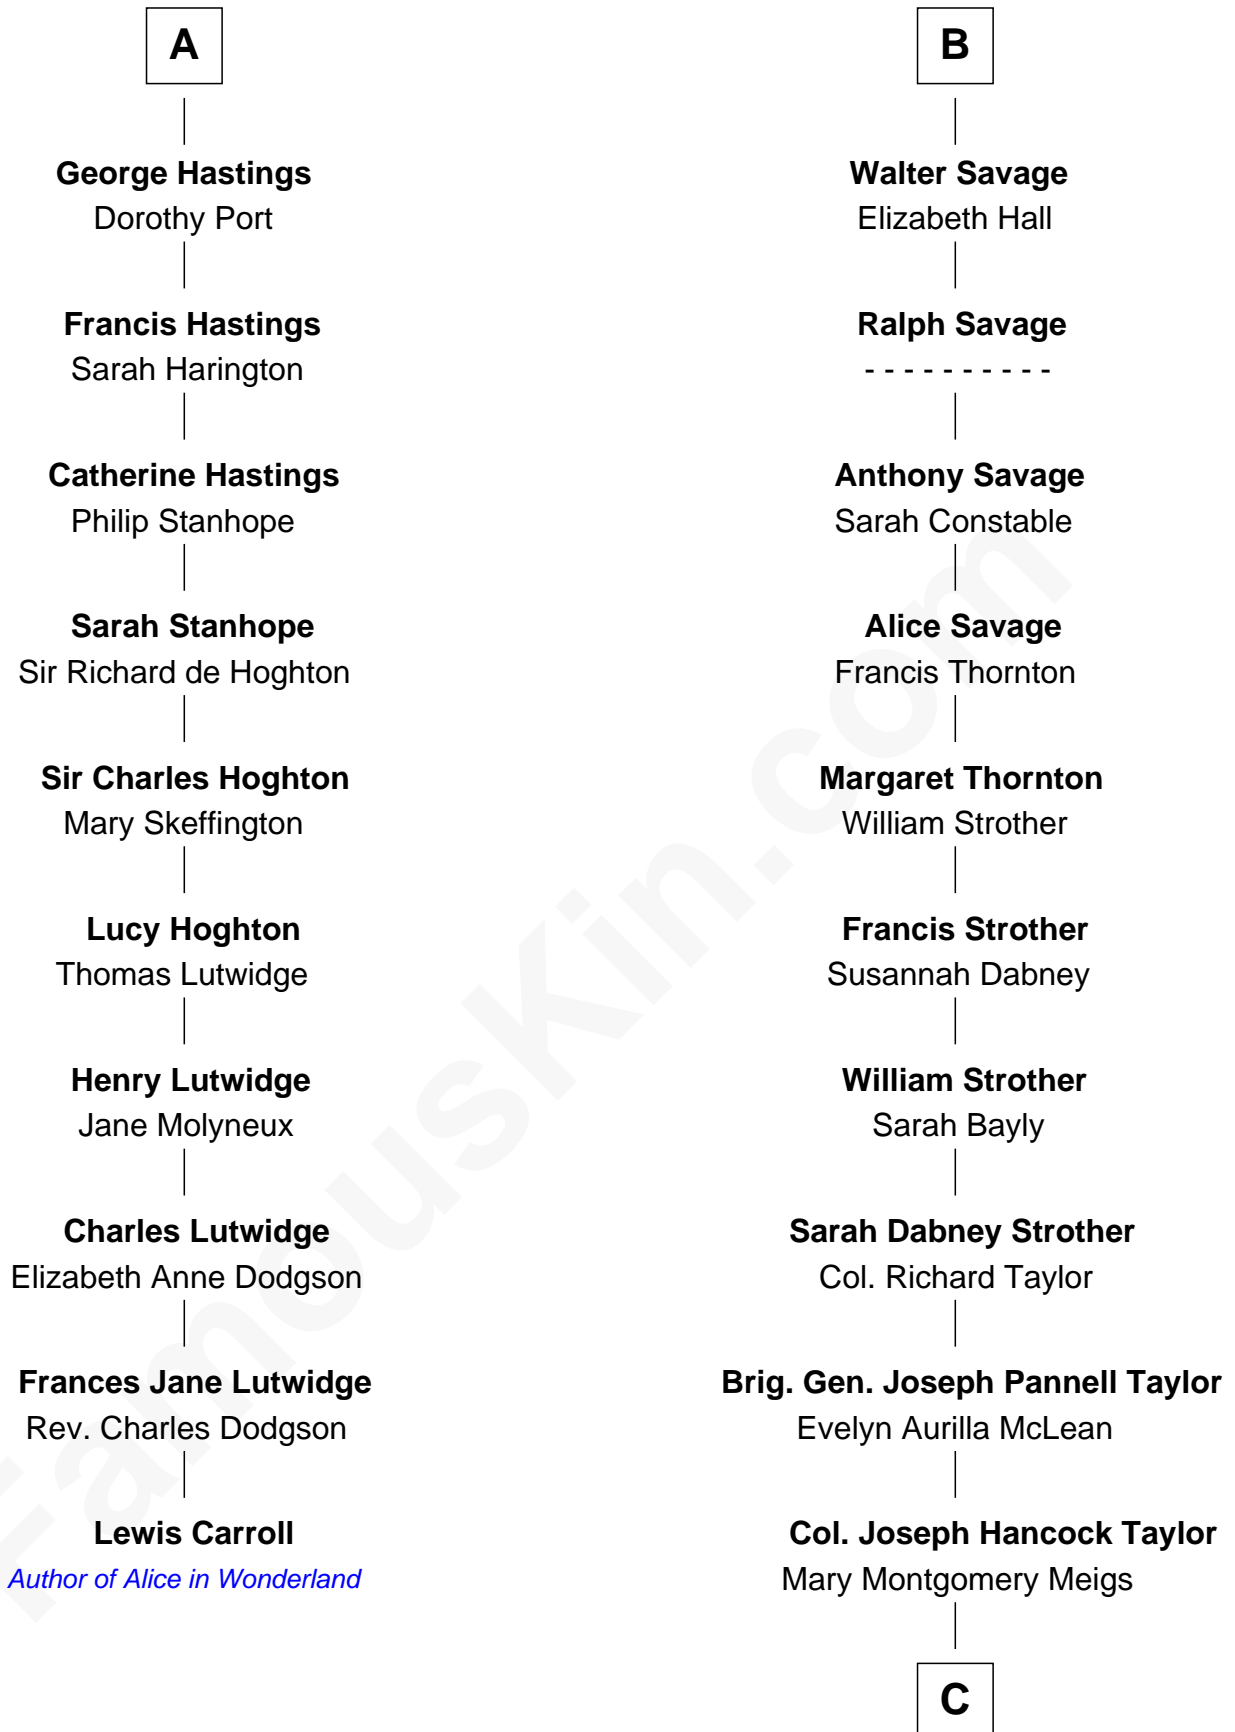 A
George Hastings
Dorothy Port
Francis Hastings
Sarah Harington
Catherine Hastings
Philip Stanhope
Sarah Stanhope
Sir Richard de Hoghton
Sir Charles Hoghton
Mary Skeffington
Lucy Hoghton
Thomas Lutwidge
Henry Lutwidge
Jane Molyneux
Charles Lutwidge
Elizabeth Anne Dodgson
Frances Jane Lutwidge
Rev. Charles Dodgson
Lewis Carroll
Author of Alice in Wonderland
B
Walter Savage
Elizabeth Hall
Ralph Savage
- - - - - - - - - -
Anthony Savage
Sarah Constable
Alice Savage
Francis Thornton
Margaret Thornton
William Strother
Francis Strother
Susannah Dabney
William Strother
Sarah Bayly
Sarah Dabney Strother
Col. Richard Taylor
Brig. Gen. Joseph Pannell Taylor
Evelyn Aurilla McLean
Col. Joseph Hancock Taylor
Mary Montgomery Meigs
C
FamousKin.com